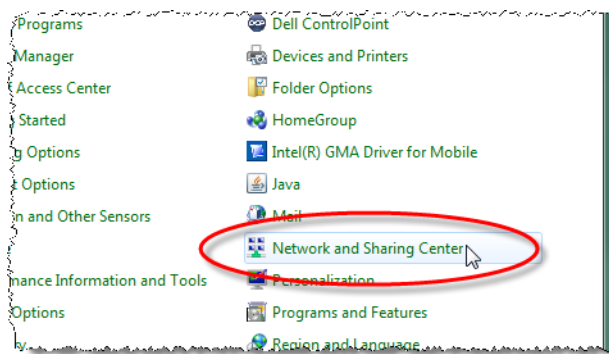 Programs
Dell ControlPoint
Manager
Devices and Printers
Access Center
Folder Options
Started
HomeGroup
g Options
Intel(R) GMA Driver for Mobile
Options
Java
n and Other Sensors
Mail
Network and Sharing Center
mance Information and Tools
Personalization
Options
Programs and Features
y
Region and Language